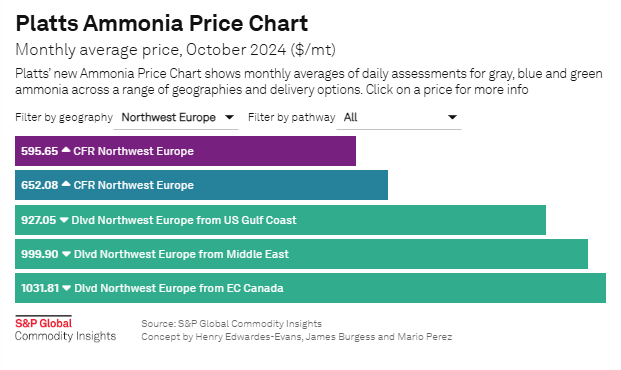 Platts Ammonia Price Chart
Monthly average price, October 2024 ($/mt)
Platts' new Ammonia Price Chart shows monthly averages of daily assessments for gray, blue and green
ammonia across a range of geographies and delivery options. Click on a price for more info
Filter by geography Northwest Europe ▼ Filter by pathway All ▼
595.65 ▲ CFR Northwest Europe
652.08 ▲ CFR Northwest Europe
927.05 ▼ Dlvd Northwest Europe from US Gulf Coast
999.90 ▼ Dlvd Northwest Europe from Middle East
1031.81 ▼ Dlvd Northwest Europe from EC Canada
S&P Global
Commodity Insights
Source: S&P Global Commodity Insights
Concept by Henry Edwardes-Evans, James Burgess and Mario Perez